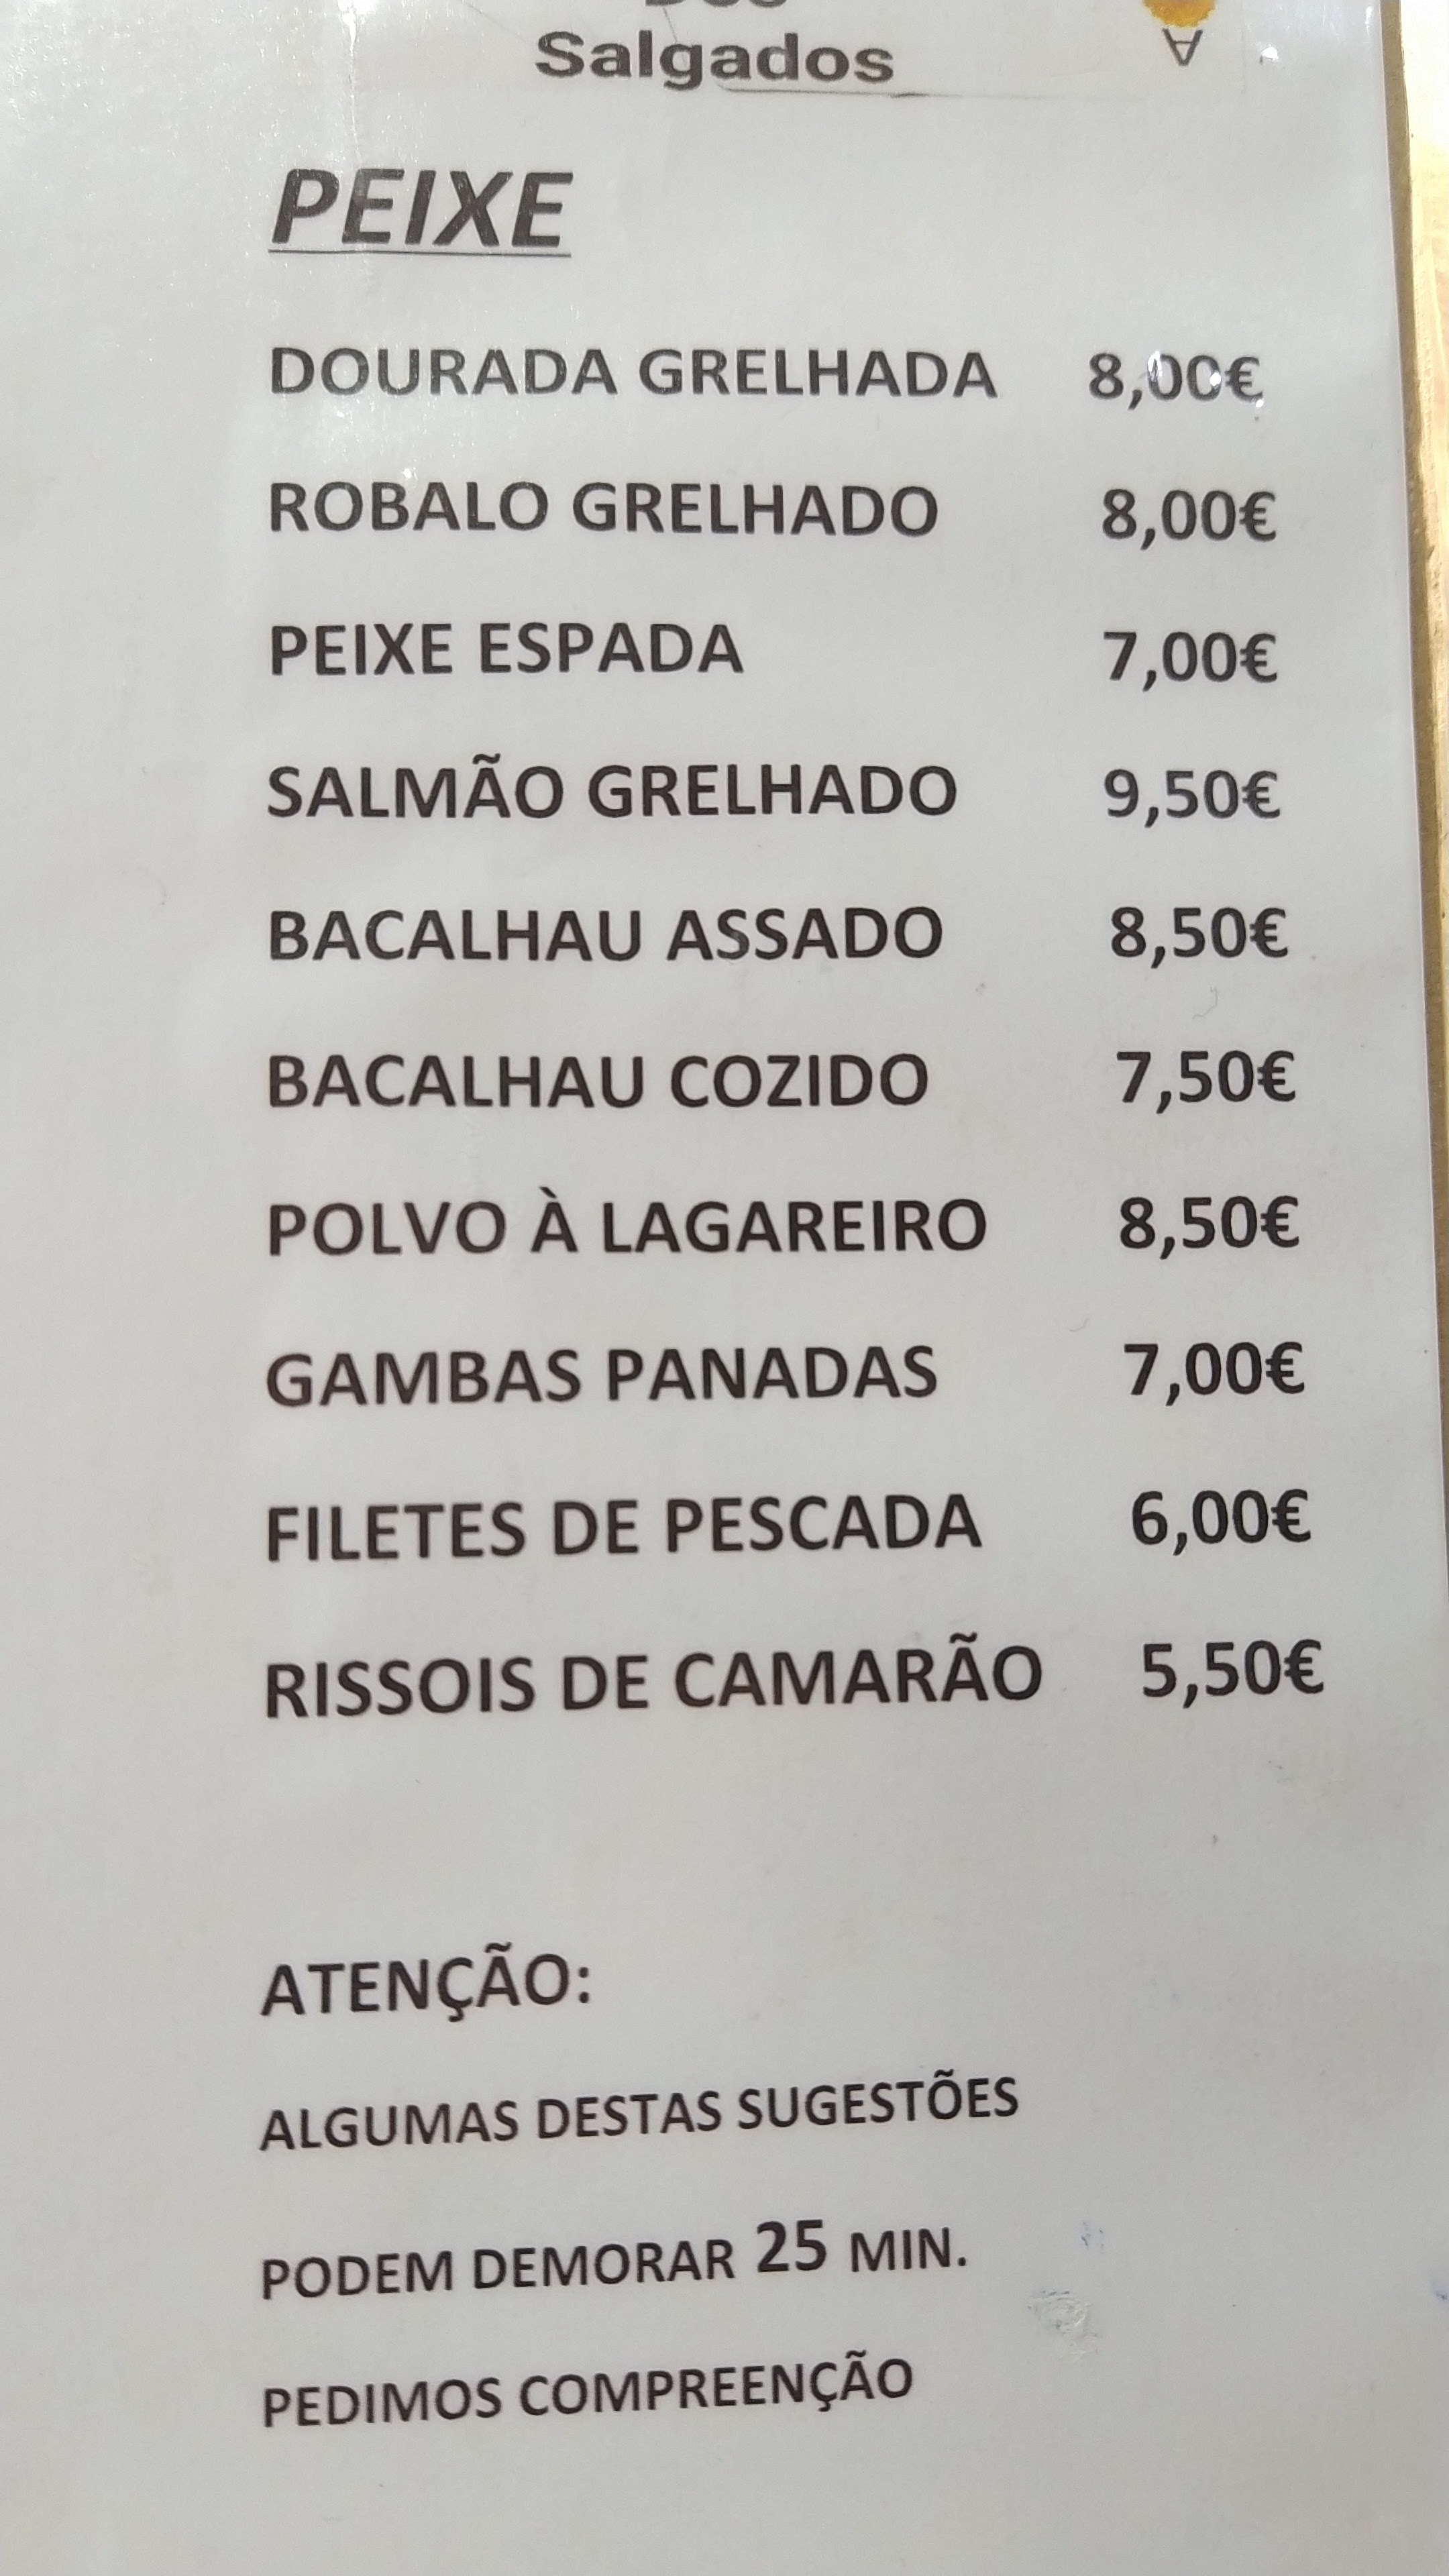 Salgados
A
PEIXE
DOURADA GRELHADA 8,00€
ROBALO GRELHADO 8,00€
PEIXE ESPADA 7,00€
SALMÃO GRELHADO 9,50€
BACALHAU ASSADO 8,50€
BACALHAU COZIDO 7,50€
POLVO À LAGAREIRO 8,50€
GAMBAS PANADAS 7,00€
FILETES DE PESCADA 6,00€
RISSOIS DE CAMARÃO 5,50€
ATENÇÃO:
ALGUMAS DESTAS SUGESTÕES
PODEM DEMORAR 25 MIN.
PEDIMOS COMPREENÇÃO